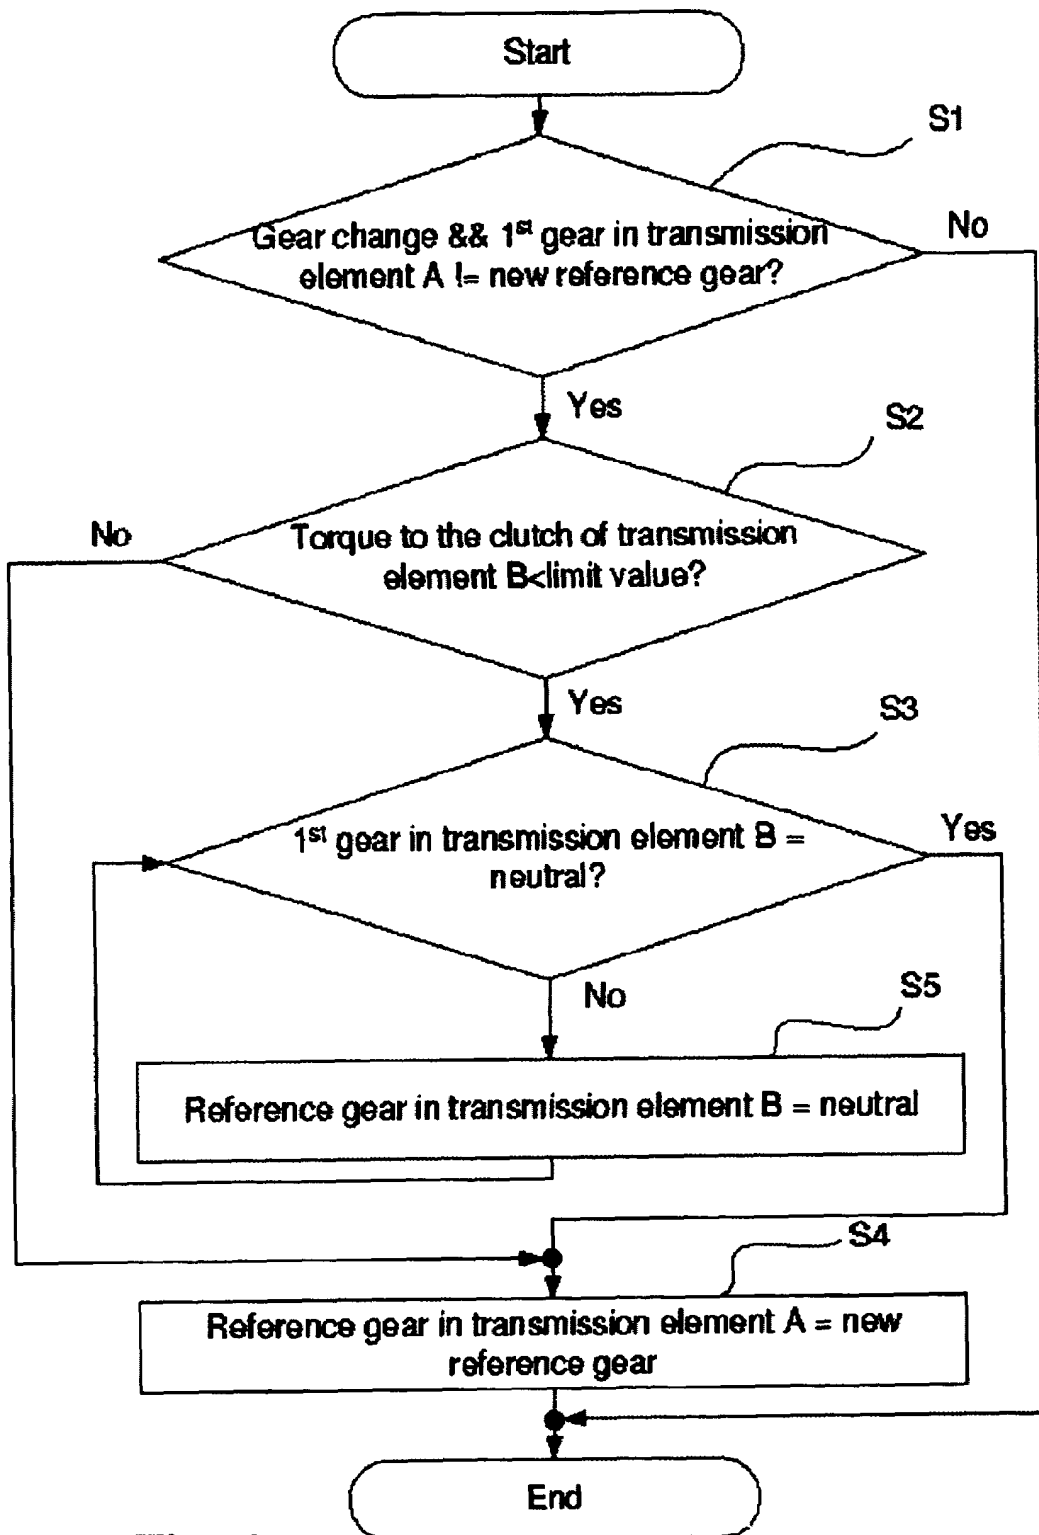 Start
S1
Gear change && 1st gear in transmission
element A != new reference gear?
No
Yes
S2
No
Torque to the clutch of transmission
element B<limit value?
Yes
S3
1st gear in transmission element B =
neutral?
Yes
No
S5
Reference gear in transmission element B = neutral
S4
Reference gear in transmission element A = new
reference gear
End